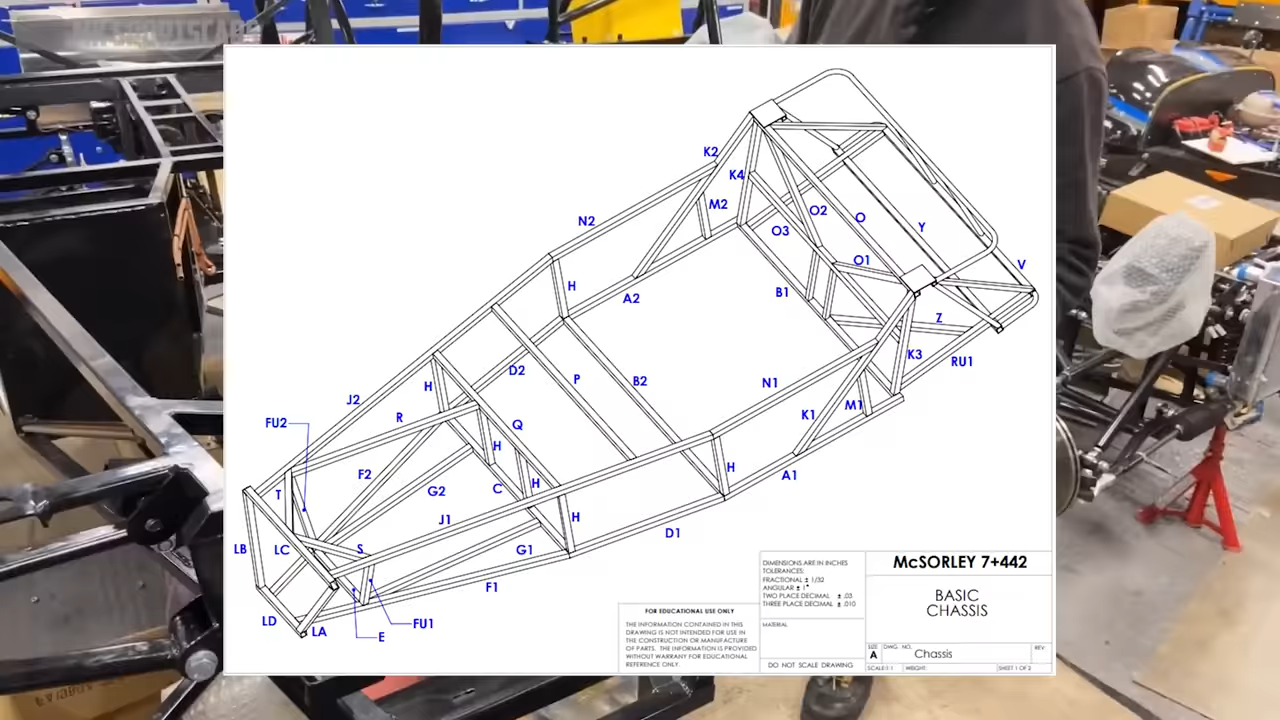 K2
K4
M2
N2
O2
O
Y
O3
O1
V
H
A2
B1
Z
K3
RU1
D2
P
B2
N1
H
J2
R
M1
K1
FU2
Q
H
H
A1
F2
G2
C
H
T
H
J1
D1
LB
LC
S
G1
F1
LD
LA
FU1
E
DIMENSIONS ARE IN INCHES
TOLERANCES:
FRACTIONAL ± 1/32
ANGULAR ± 1°
TWO PLACE DECIMAL ± .03
THREE PLACE DECIMAL ± .010
MATERIAL
DO NOT SCALE DRAWING
McSORLEY 7+442
BASIC
CHASSIS
SIZE
A
DWG. NO.
Chassis
REV.
SCALE:1:1
WEIGHT:
SHEET 1 OF 2
FOR EDUCATIONAL USE ONLY
THE INFORMATION CONTAINED IN THIS
DRAWING IS NOT INTENDED FOR USE IN
THE CONSTRUCTION OR MANUFACTURE
OF PARTS. THE INFORMATION IS PROVIDED
WITHOUT WARRANTY FOR EDUCATIONAL
REFERENCE ONLY.